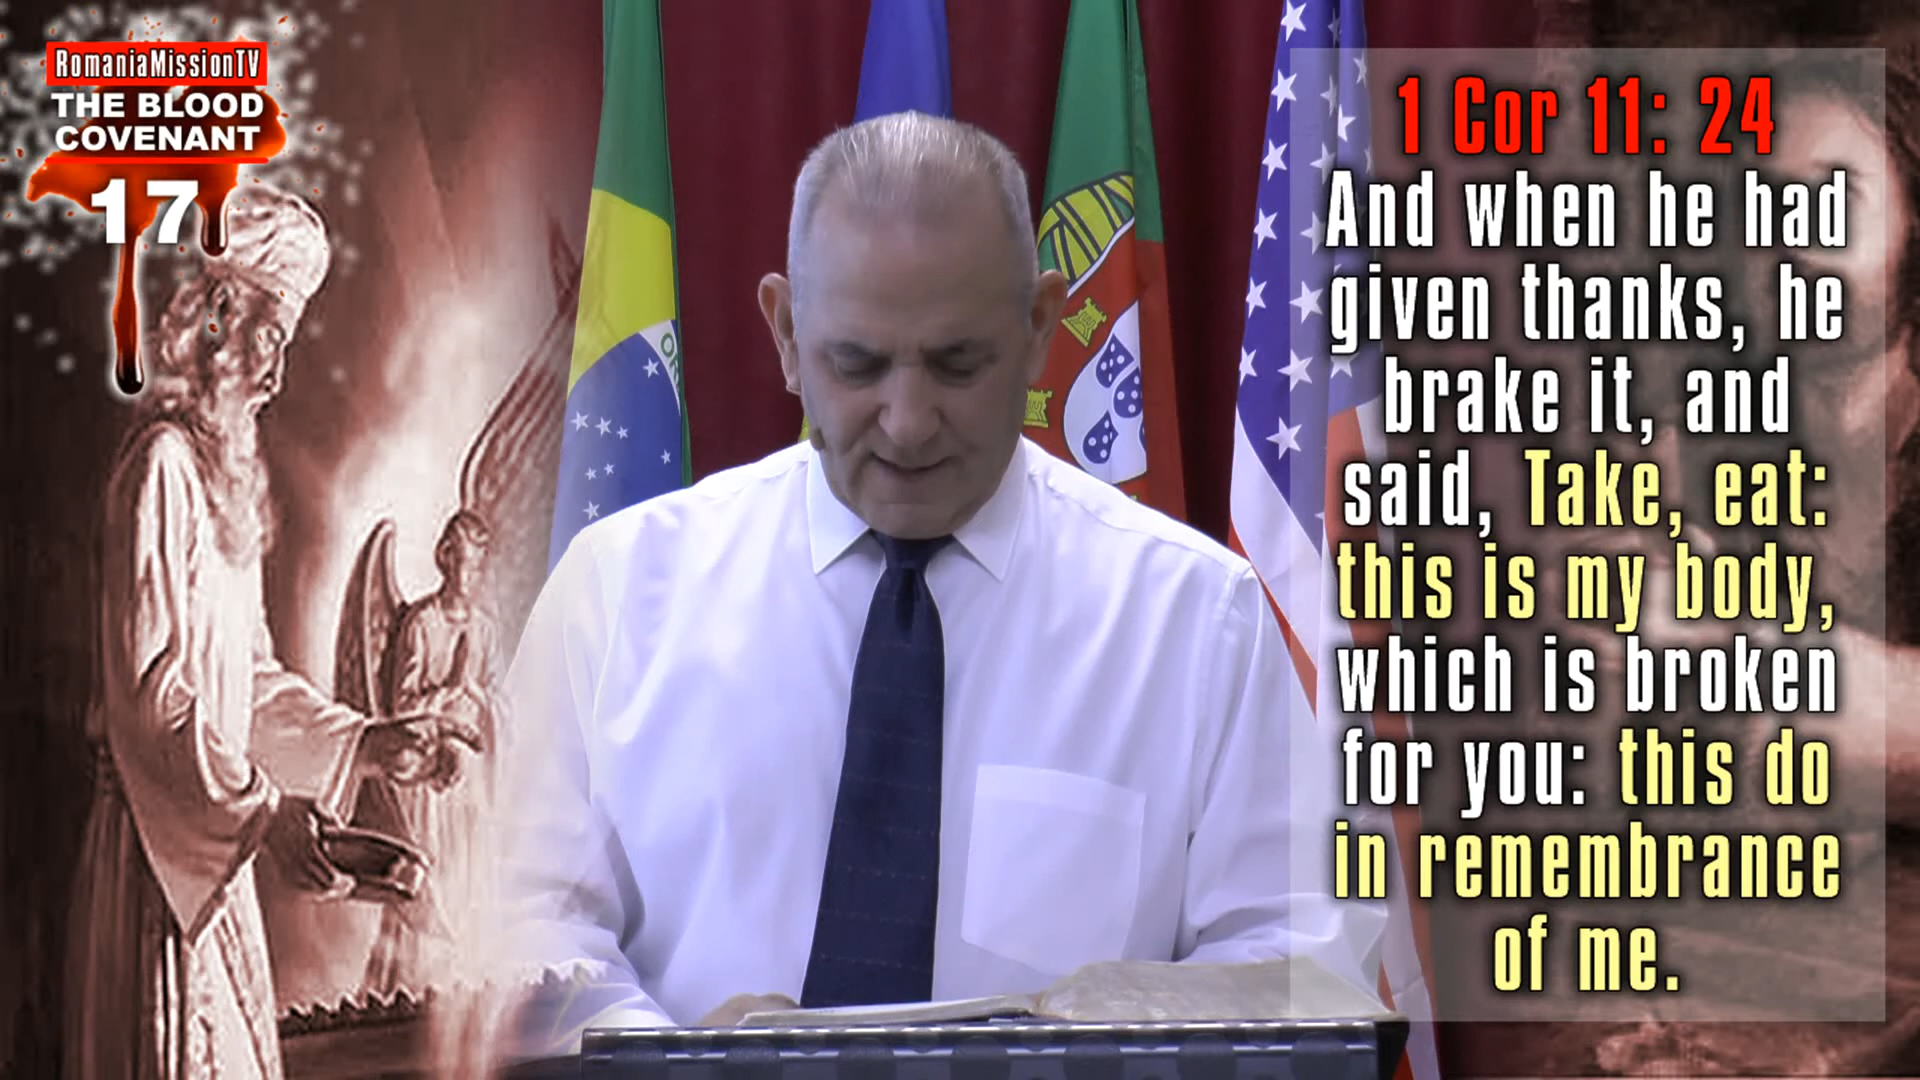 RomaniaMissionTV
THE BLOOD
COVENANT
17
OR
1 Cor 11: 24
And when he had
given thanks, he
brake it, and
said, Take, eat:
this is my body,
which is broken
for you: this do
in remembrance
of me.